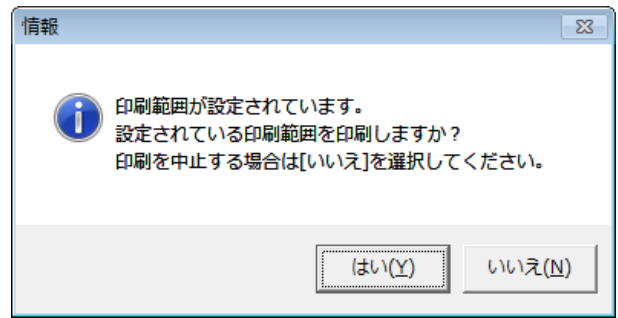 情報
印刷範囲が設定されています。
設定されている印刷範囲を印刷しますか？
印刷を中止する場合は[いいえ]を選択してください。
はい(Y) いいえ(N)